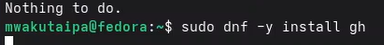 Nothing to do.
mwakutaipa@fedora:~$ sudo dnf -y install gh